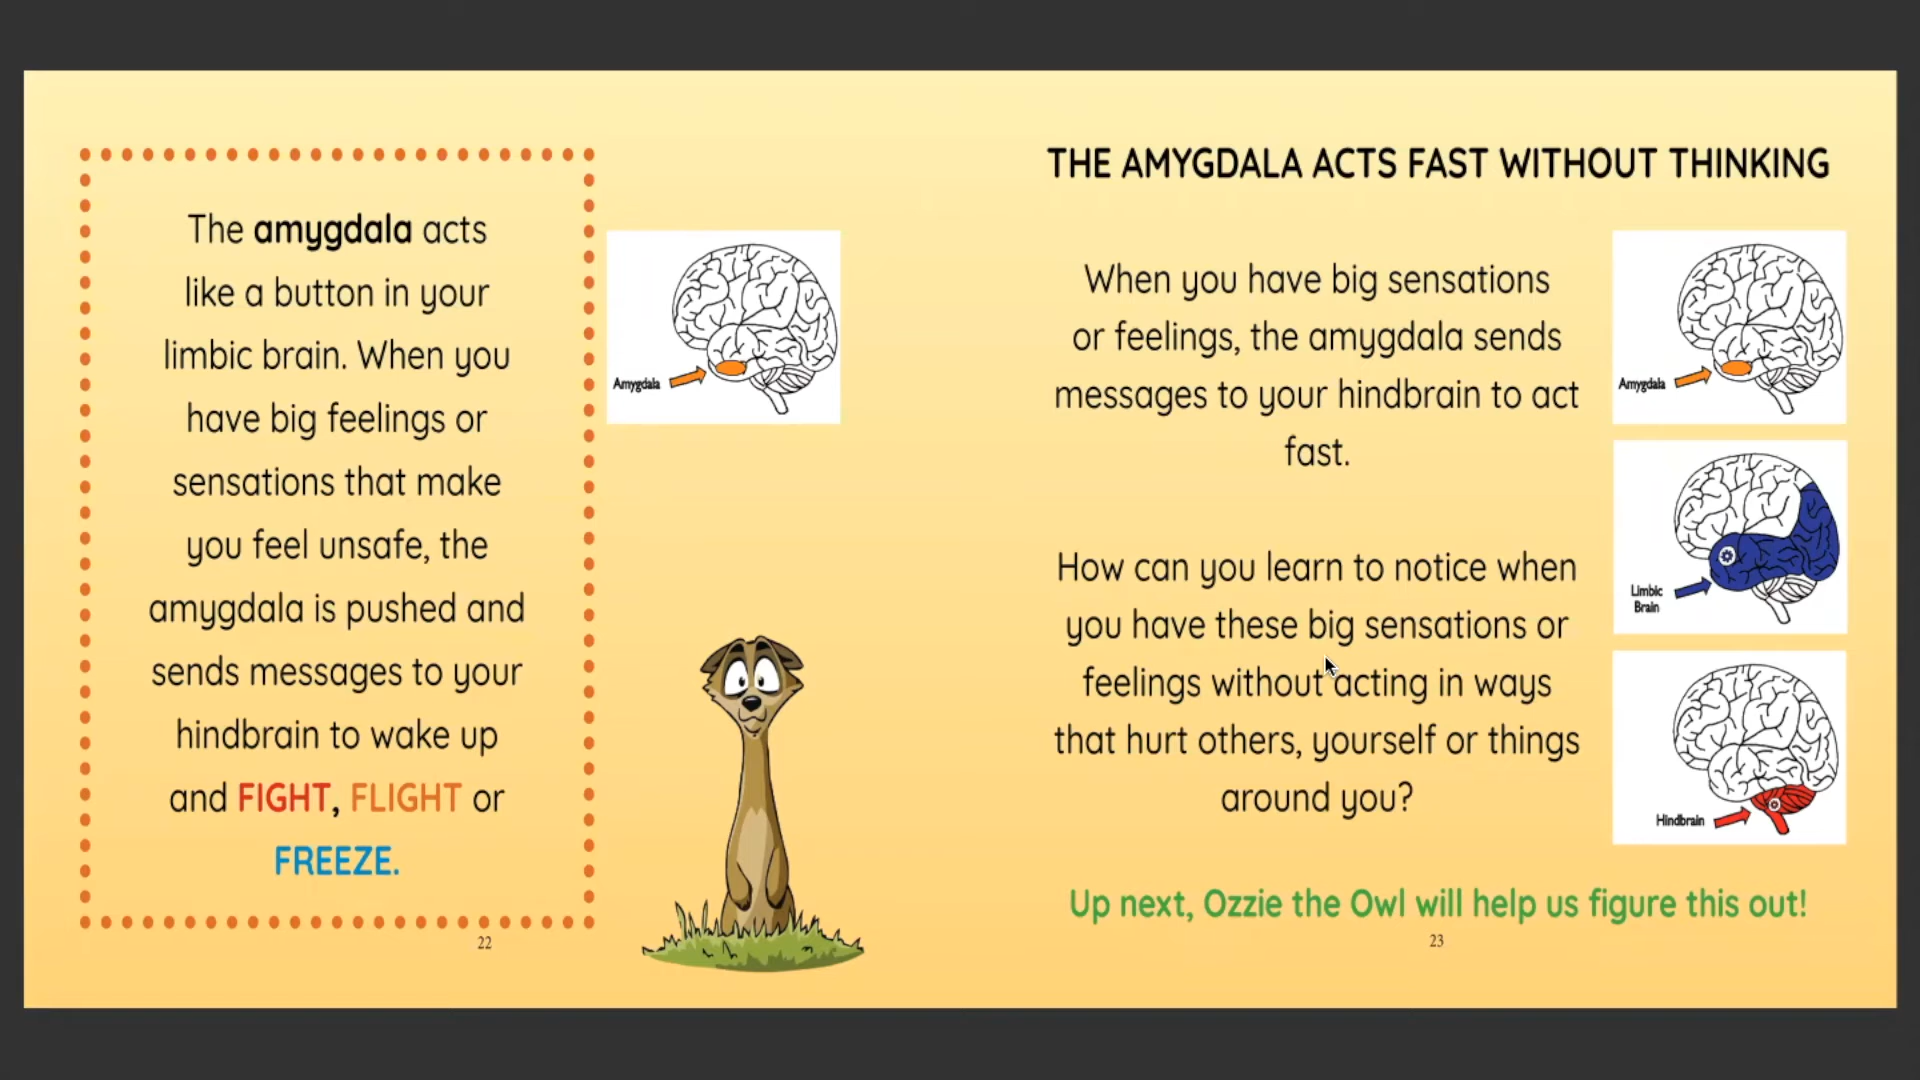 The amygdala acts
like a button in your
limbic brain. When you
have big feelings or
sensations that make
you feel unsafe, the
amygdala is pushed and
sends messages to your
hindbrain to wake up
and FIGHT, FLIGHT or
FREEZE.
22
Amygdala
THE AMYGDALA ACTS FAST WITHOUT THINKING
When you have big sensations
or feelings, the amygdala sends
messages to your hindbrain to act
fast.
How can you learn to notice when
you have these big sensations or
feelings without acting in ways
that hurt others, yourself or things
around you?
Amygdala
Limbic
Brain
Hindbrain
Up next, Ozzie the Owl will help us figure this out!
23